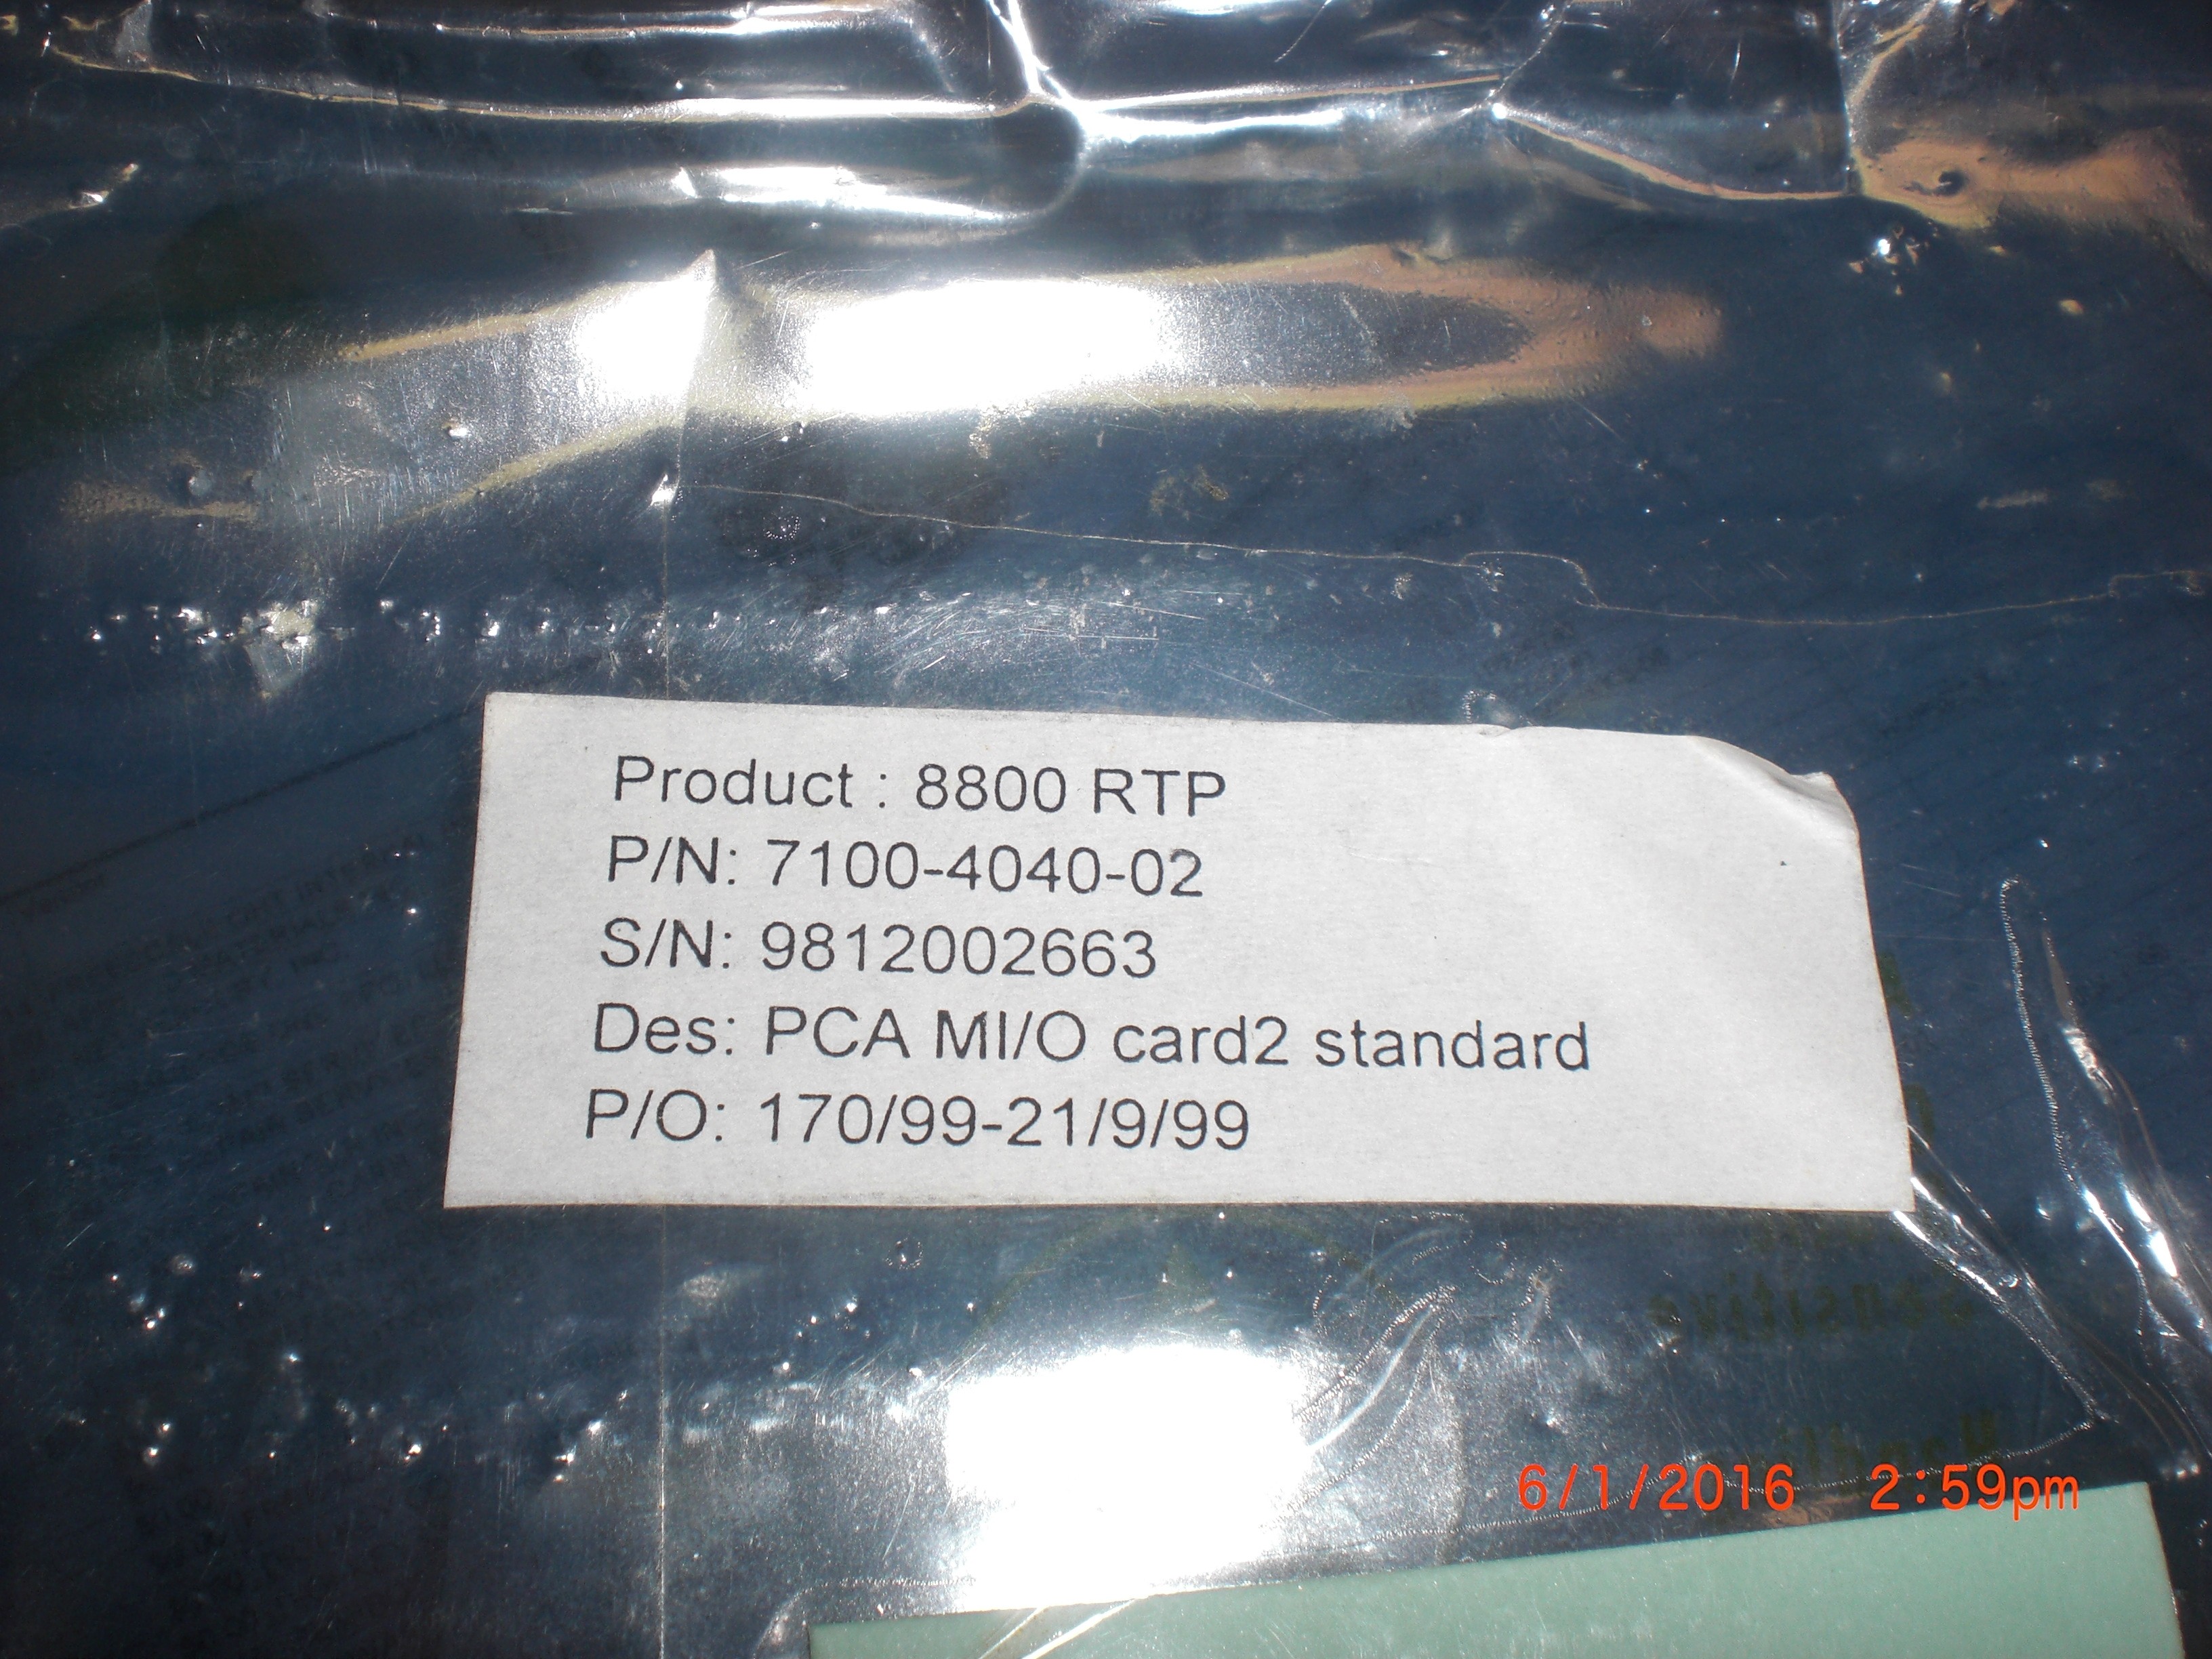 Product : 8800 RTP
P/N: 7100-4040-02
S/N: 9812002663
Des: PCA MI/O card2 standard
P/O: 170/99-21/9/99
sensitive
6/1/2016 2:59pm